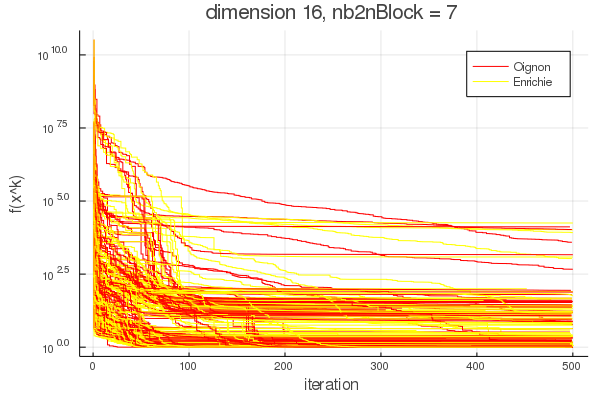 dimension 16, nb2nBlock = 7
Oignon
Enrichie
f(x^k)
10^10.0
10^7.5
10^5.0
10^2.5
10^0.0
0 100 200 300 400 500
iteration